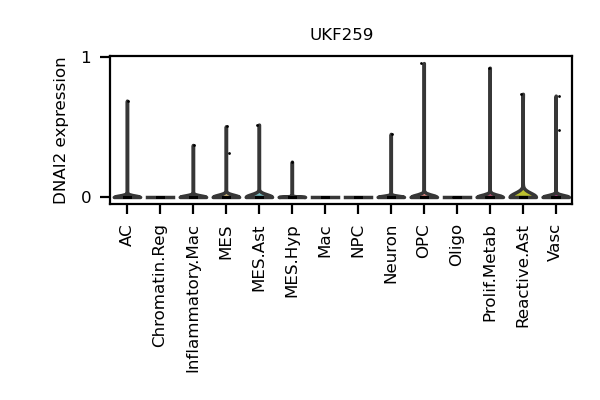 UKF259
DNAI2 expression
1
0
AC
Chromatin.Reg
Inflammatory.Mac
MES
MES.Ast
MES.Hyp
Mac
NPC
Neuron
OPC
Oligo
Prolif.Metab
Reactive.Ast
Vasc